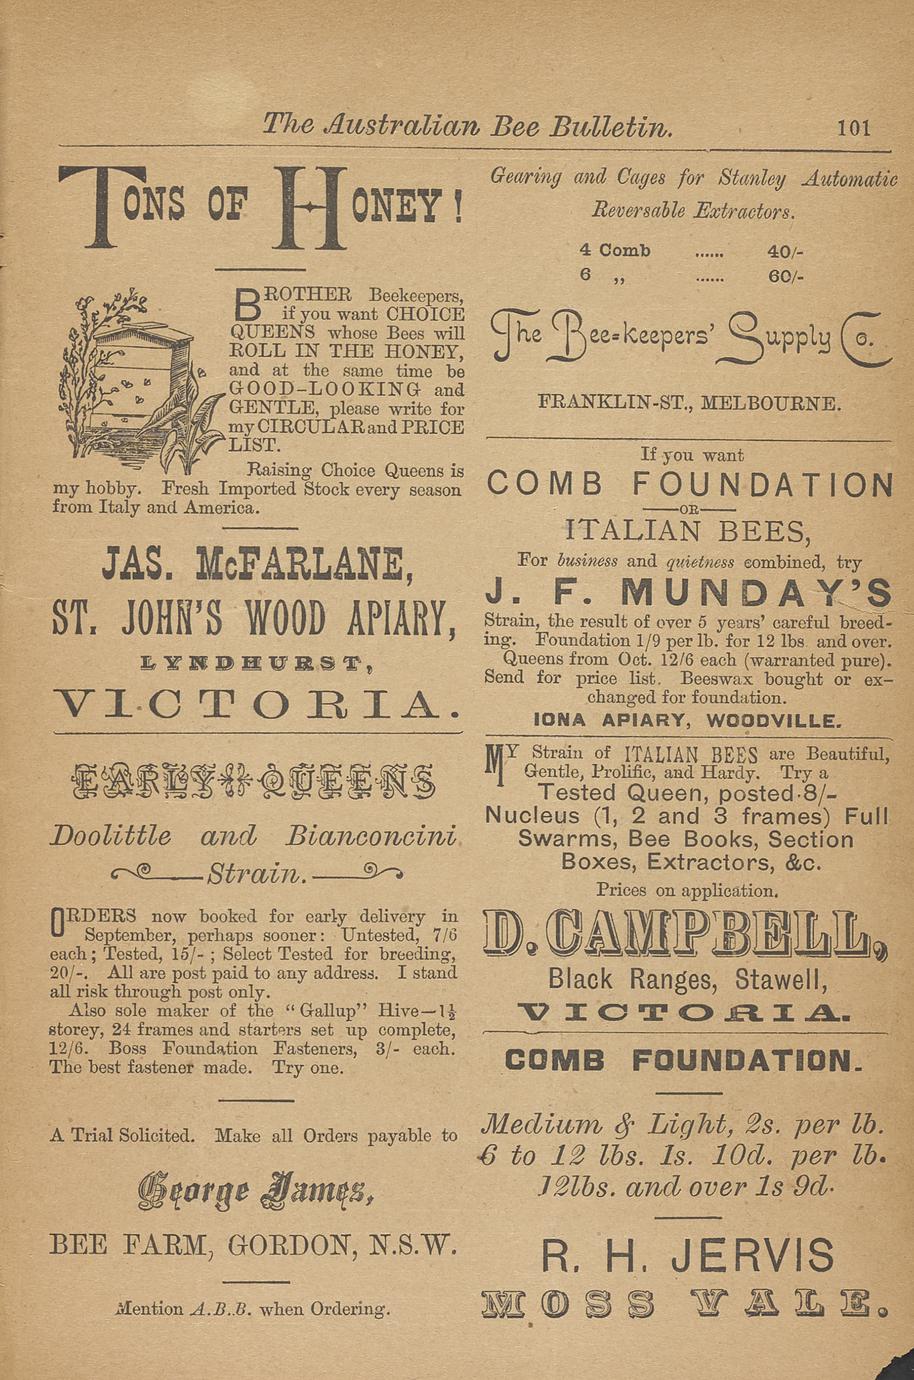 The Australian Bee Bulletin. 101
TONS OF HONEY!
BROTHER Beekeepers,
if you want CHOICE
QUEENS whose Bees will
ROLL IN THE HONEY,
and at the same time be
GOOD-LOOKING and
GENTLE, please write for
my CIRCULAR and PRICE
LIST.
Raising Choice Queens is
my hobby. Fresh Imported Stock every season
from Italy and America.
JAS. McFARLANE,
ST. JOHN'S WOOD APIARY,
LYNDHURST,
VICTORIA.
EARLY QUEENS
Doolittle and Bianconcini
Strain.
ORDERS now booked for early delivery in
September, perhaps sooner: Untested, 7/6
each; Tested, 15/- ; Select Tested for breeding,
20/-. All are post paid to any address. I stand
all risk through post only.
Also sole maker of the "Gallup" Hive—1½
storey, 24 frames and starters set up complete,
12/6. Boss Foundation Fasteners, 3/- each.
The best fastener made. Try one.
A Trial Solicited. Make all Orders payable to
George James,
BEE FARM, GORDON, N.S.W.
Mention A.B.B. when Ordering.
Gearing and Cages for Stanley Automatic
Reversable Extractors.
4 Comb ...... 40/-
6 ,, ...... 60/-
The Bee-keepers' Supply Co.
FRANKLIN-ST., MELBOURNE.
If you want
COMB FOUNDATION
—OR—
ITALIAN BEES,
For business and quietness combined, try
J. F. MUNDAY'S
Strain, the result of over 5 years' careful breed-
ing. Foundation 1/9 per lb. for 12 lbs and over.
Queens from Oct. 12/6 each (warranted pure).
Send for price list. Beeswax bought or ex-
changed for foundation.
IONA APIARY, WOODVILLE.
MY Strain of ITALIAN BEES are Beautiful,
Gentle, Prolific, and Hardy. Try a
Tested Queen, posted 8/-
Nucleus (1, 2 and 3 frames) Full
Swarms, Bee Books, Section
Boxes, Extractors, &c.
Prices on application.
D. CAMPBELL,
Black Ranges, Stawell,
VICTORIA.
COMB FOUNDATION.
Medium & Light, 2s. per lb.
6 to 12 lbs. 1s. 10d. per lb.
12lbs. and over 1s 9d.
R. H. JERVIS
MOSS VALE.